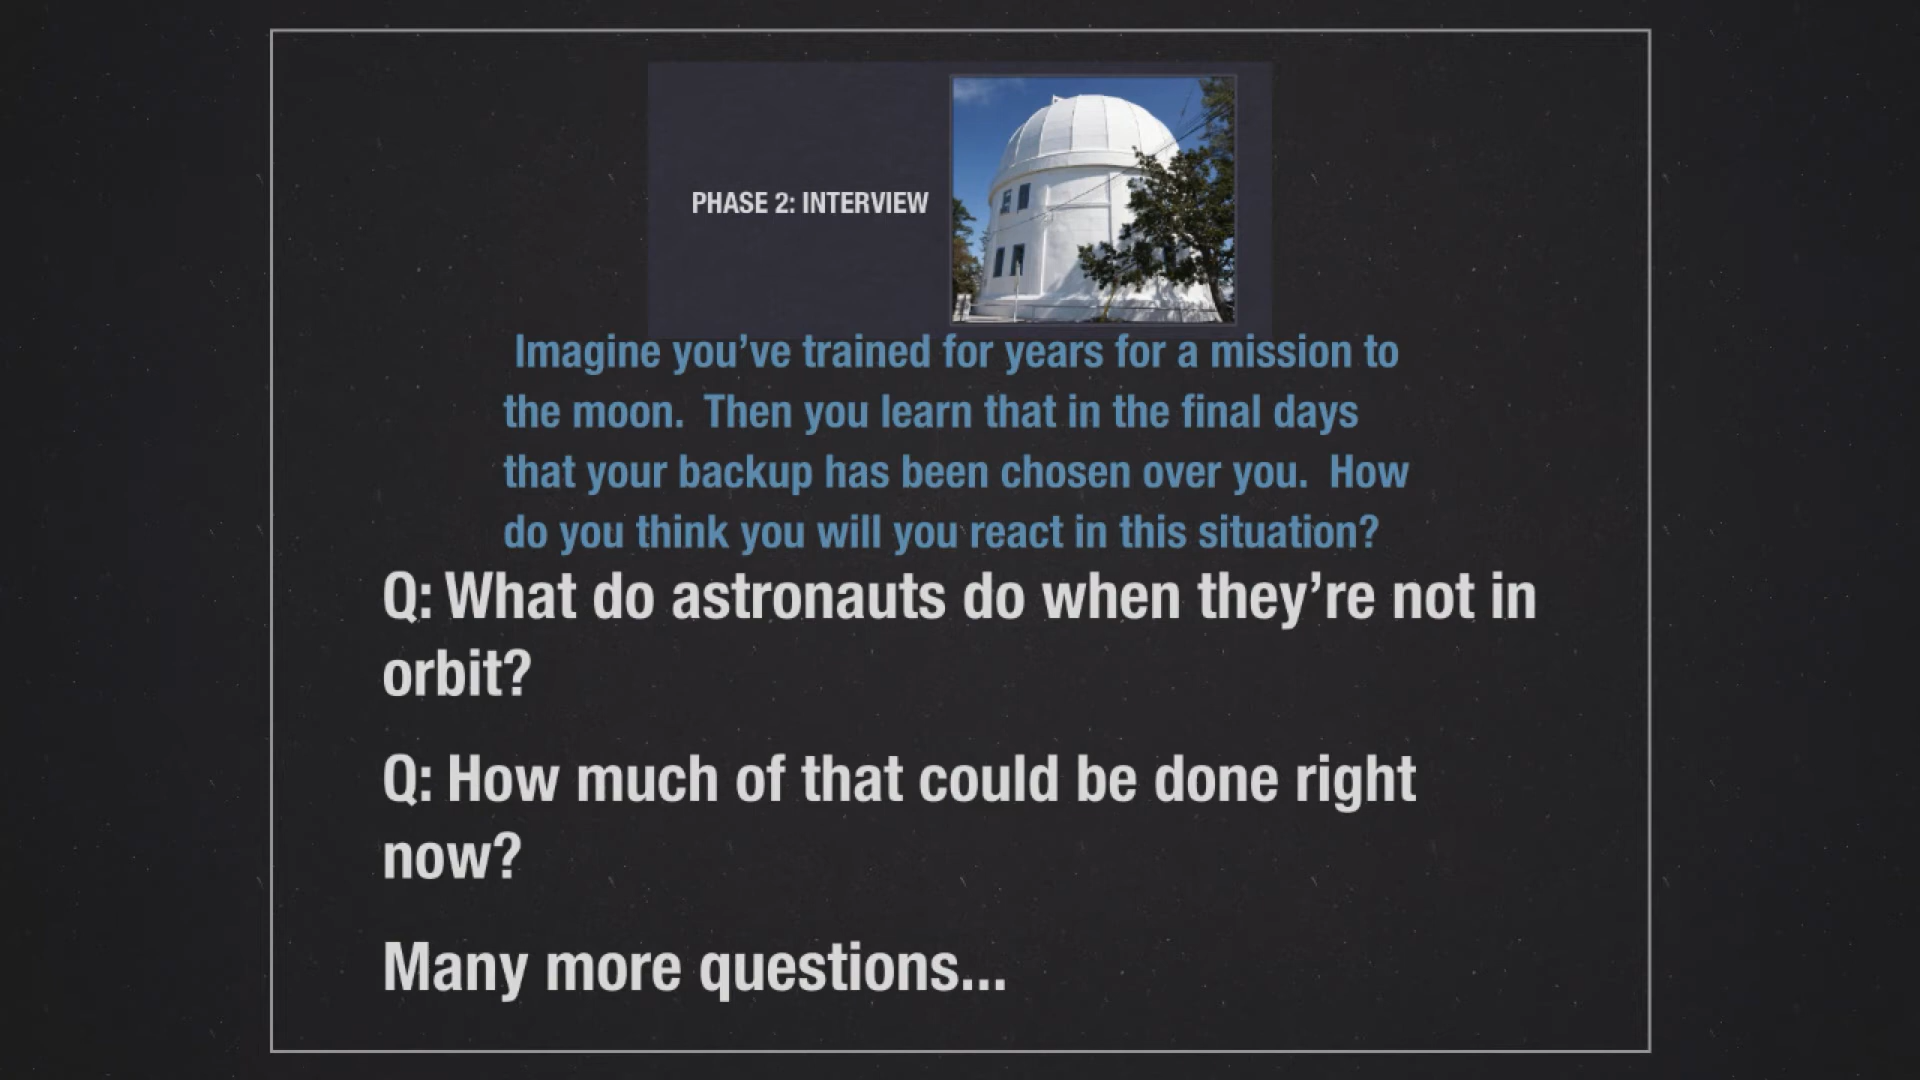 PHASE 2: INTERVIEW
Imagine you’ve trained for years for a mission to
the moon.  Then you learn that in the final days
that your backup has been chosen over you.  How
do you think you will you react in this situation?
Q: What do astronauts do when they’re not in
orbit?
Q: How much of that could be done right
now?
Many more questions...